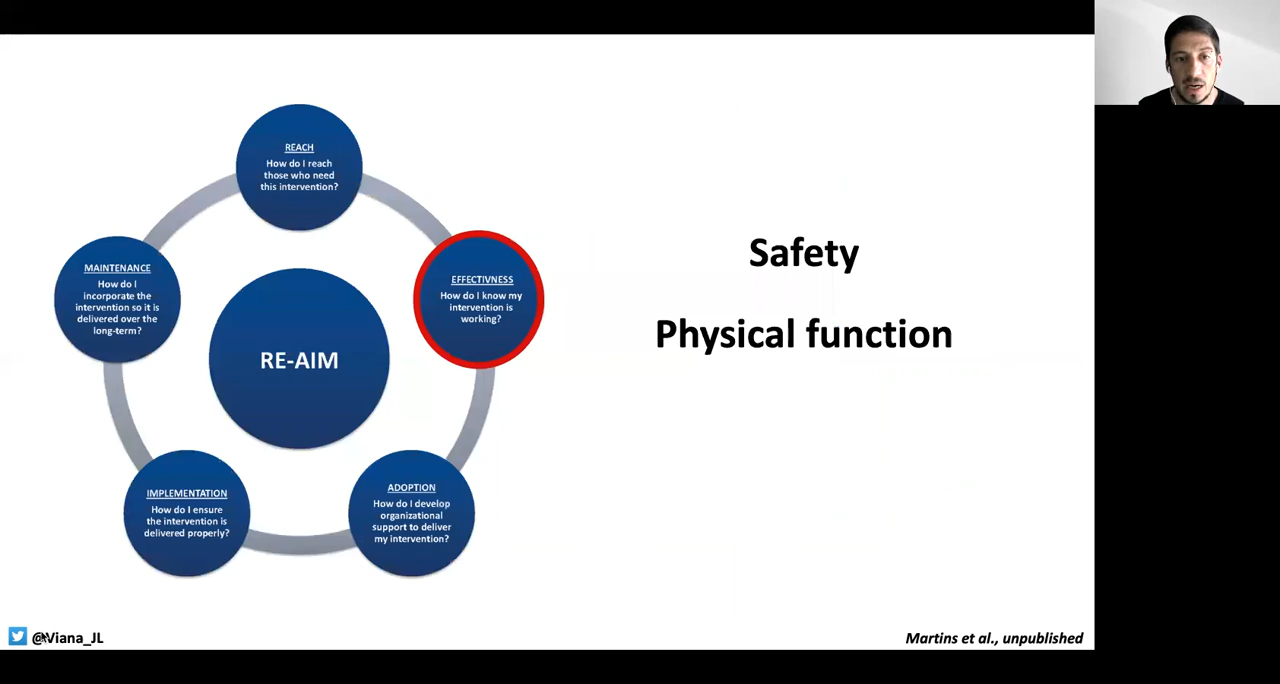 REACH
How do I reach
those who need
this intervention?
EFFECTIVNESS
How do I know my
intervention is
working?
ADOPTION
How do I develop
organizational
support to deliver
my intervention?
IMPLEMENTATION
How do I ensure
the intervention is
delivered properly?
MAINTENANCE
How do I
incorporate the
intervention so it is
delivered over the
long-term?
RE-AIM
Safety
Physical function
@Viana_JL
Martins et al., unpublished